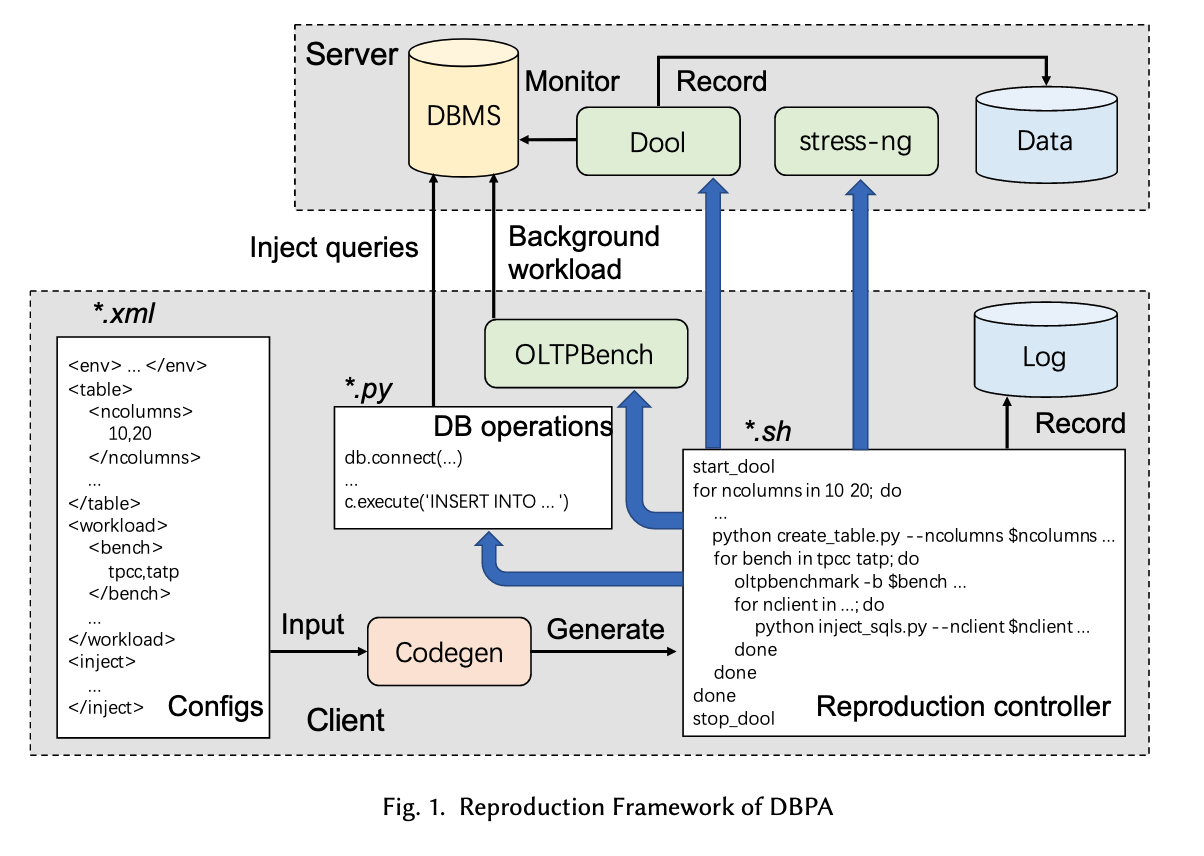 Server
DBMS
Monitor
Record
Dool
stress-ng
Data
Inject queries
Background
workload
*.xml
<env> ... </env>
<table>
<ncolumns>
10,20
</ncolumns>
...
</table>
<workload>
<bench>
tpcc,tatp
</bench>
...
</workload>
<inject>
...
</inject>
Configs
OLTPBench
*.py
DB operations
db.connect(...)
...
c.execute('INSERT INTO ... ')
Log
Record
*.sh
start_dool
for ncolumns in 10 20; do
...
python create_table.py --ncolumns $ncolumns ...
for bench in tpcc tatp; do
oltpbenchmark -b $bench ...
for nclient in ...; do
python inject_sqls.py --nclient $nclient ...
done
done
done
stop_dool
Reproduction controller
Input
Codegen
Generate
Client
Fig. 1. Reproduction Framework of DBPA